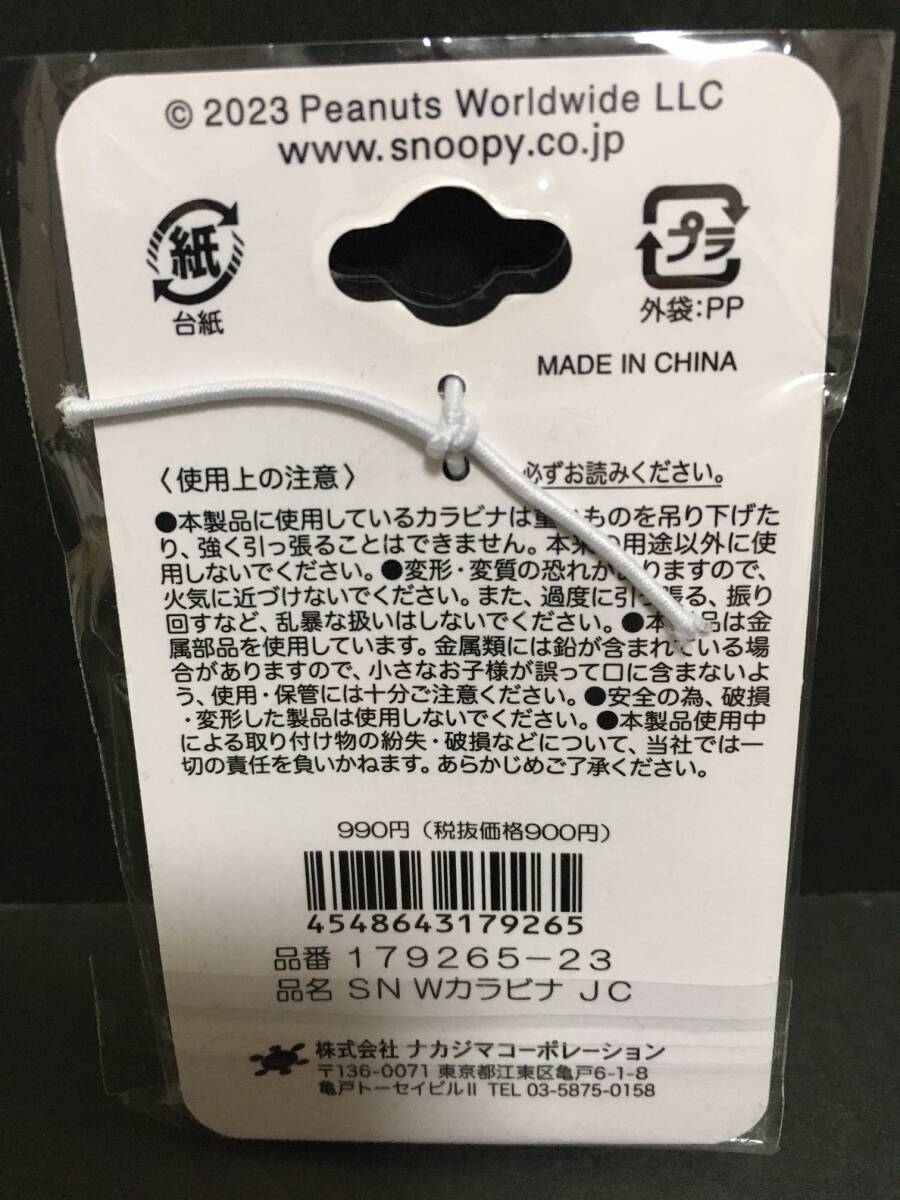 © 2023 Peanuts Worldwide LLC
www.snoopy.co.jp
紙
台紙
プラ
外袋:PP
MADE IN CHINA
〈使用上の注意〉 必ずお読みください。
●本製品に使用しているカラビナは重いものを吊り下げた
り、強く引っ張ることはできません。本来の用途以外に使
用しないでください。●変形・変質の恐れがありますので、
火気に近づけないでください。また、過度に引っ張る、振り
回すなど、乱暴な扱いはしないでください。●本製品は金
属部品を使用しています。金属類には鉛が含まれている場
合がありますので、小さなお子様が誤って口に含まないよ
う、使用・保管には十分ご注意ください。●安全の為、破損
・変形した製品は使用しないでください。●本製品使用中
による取り付け物の紛失・破損などについて、当社では一
切の責任を負いかねます。あらかじめご了承ください。
990円(税抜価格900円)
4548643179265
品番 179265-23
品名 SN Wカラビナ JC
株式会社 ナカジマコーポレーション
〒136-0071 東京都江東区亀戸6-1-8
亀戸トーセイビルⅡ TEL 03-5875-0158